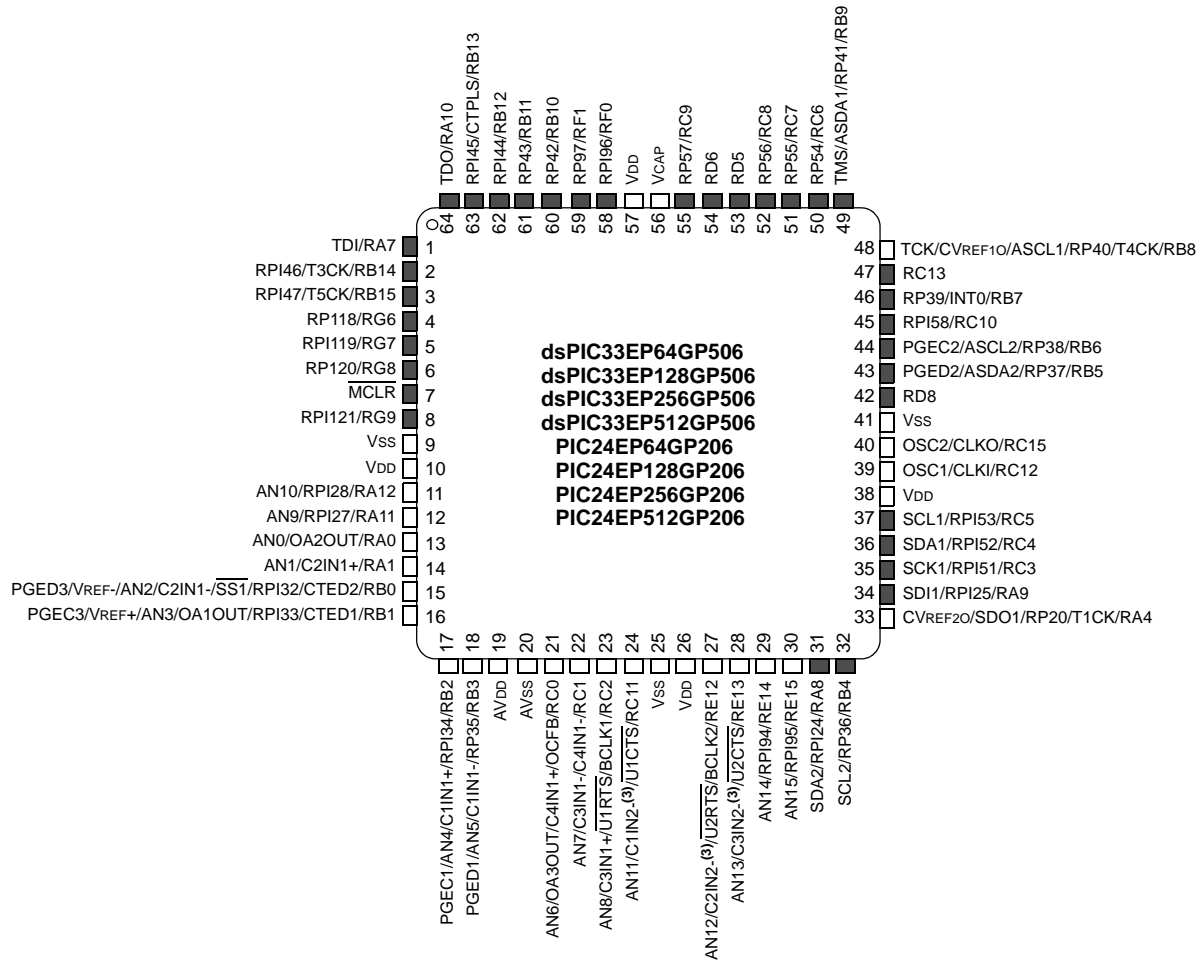 TDO/RA10
RPI45/CTPLS/RB13
RPI44/RB12
RP43/RB11
RP42/RB10
RP97/RF1
RPI96/RF0
VDD
VCAP
RP57/RC9
RD6
RD5
RP56/RC8
RP55/RC7
RP54/RC6
TMS/ASDA1/RP41/RB9
64
63
62
61
60
59
58
57
56
55
54
53
52
51
50
49
TDI/RA7 1
RPI46/T3CK/RB14 2
RPI47/T5CK/RB15 3
RP118/RG6 4
RPI119/RG7 5
RP120/RG8 6
MCLR 7
RPI121/RG9 8
VSS 9
VDD 10
AN10/RPI28/RA12 11
AN9/RPI27/RA11 12
AN0/OA2OUT/RA0 13
AN1/C2IN1+/RA1 14
PGED3/VREF-/AN2/C2IN1-/SS1/RPI32/CTED2/RB0 15
PGEC3/VREF+/AN3/OA1OUT/RPI33/CTED1/RB1 16
dsPIC33EP64GP506
dsPIC33EP128GP506
dsPIC33EP256GP506
dsPIC33EP512GP506
PIC24EP64GP206
PIC24EP128GP206
PIC24EP256GP206
PIC24EP512GP206
48 TCK/CVREF1O/ASCL1/RP40/T4CK/RB8
47 RC13
46 RP39/INT0/RB7
45 RPI58/RC10
44 PGEC2/ASCL2/RP38/RB6
43 PGED2/ASDA2/RP37/RB5
42 RD8
41 VSS
40 OSC2/CLKO/RC15
39 OSC1/CLKI/RC12
38 VDD
37 SCL1/RPI53/RC5
36 SDA1/RPI52/RC4
35 SCK1/RPI51/RC3
34 SDI1/RPI25/RA9
33 CVREF2O/SDO1/RP20/T1CK/RA4
17
18
19
20
21
22
23
24
25
26
27
28
29
30
31
32
PGEC1/AN4/C1IN1+/RPI34/RB2
PGED1/AN5/C1IN1-/RP35/RB3
AVDD
AVSS
AN6/OA3OUT/C4IN1+/OCFB/RC0
AN7/C3IN1-/C4IN1-/RC1
AN8/C3IN1+/U1RTS/BCLK1/RC2
AN11/C1IN2-(3)/U1CTS/RC11
VSS
VDD
AN12/C2IN2-(3)/U2RTS/BCLK2/RE12
AN13/C3IN2-(3)/U2CTS/RE13
AN14/RPI94/RE14
AN15/RPI95/RE15
SDA2/RPI24/RA8
SCL2/RP36/RB4